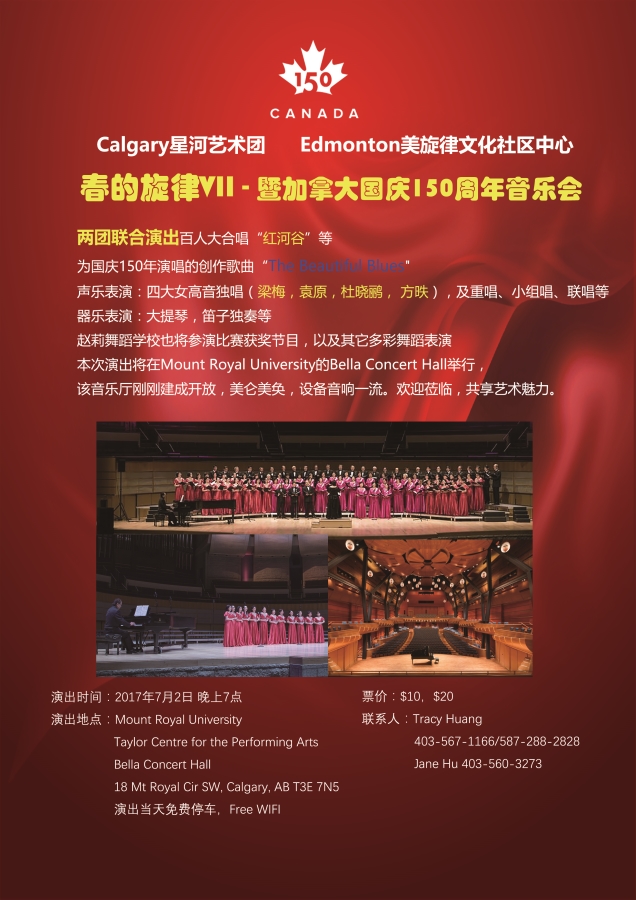 150
CANADA
Calgary星河艺术团 Edmonton美旋律文化社区中心
春的旋律VII - 暨加拿大国庆150周年音乐会
两团联合演出百人大合唱“红河谷”等
为国庆150年演唱的创作歌曲“The Beautiful Blues"
声乐表演：四大女高音独唱（梁梅，袁原，杜晓鹂， 方昳），及重唱、小组唱、联唱等
器乐表演：大提琴，笛子独奏等
赵莉舞蹈学校也将参演比赛获奖节目，以及其它多彩舞蹈表演
本次演出将在Mount Royal University的Bella Concert Hall举行，
该音乐厅刚刚建成开放，美仑美奂，设备音响一流。欢迎莅临，共享艺术魅力。
演出时间：2017年7月2日 晚上7点
演出地点：Mount Royal University
Taylor Centre for the Performing Arts
Bella Concert Hall
18 Mt Royal Cir SW, Calgary, AB T3E 7N5
演出当天免费停车，Free WIFI
票价：$10，$20
联系人：Tracy Huang
403-567-1166/587-288-2828
Jane Hu 403-560-3273